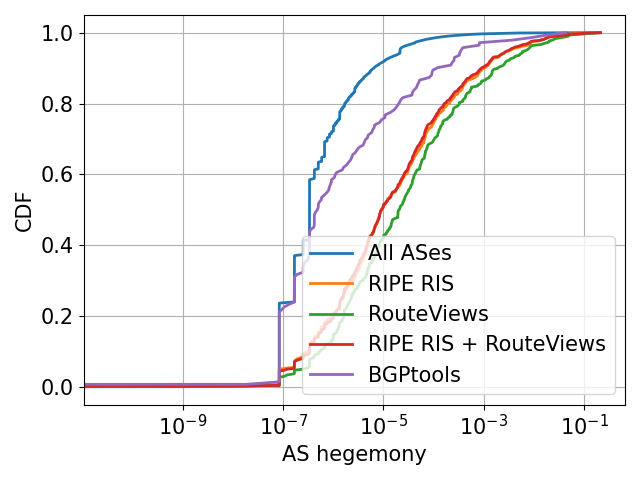 1.0
0.8
0.6
0.4
0.2
0.0
CDF
All ASes
RIPE RIS
RouteViews
RIPE RIS + RouteViews
BGPtools
10⁻⁹ 10⁻⁷ 10⁻⁵ 10⁻³ 10⁻¹
AS hegemony